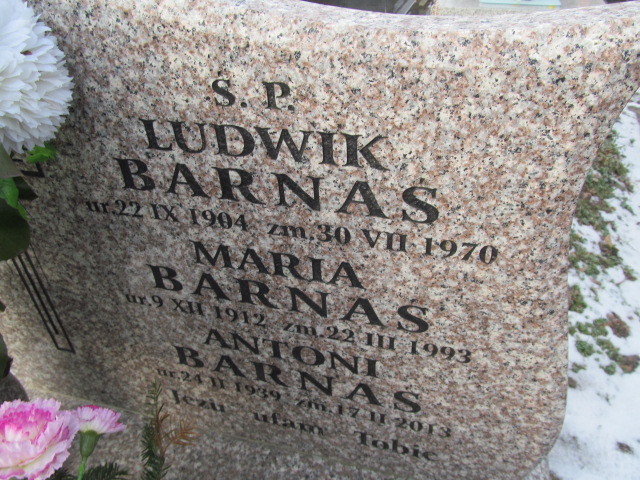 Ś. P.
LUDWIK
BARNAŚ
ur.22 IX 1904 zm.30 VII 1970
MARIA
BARNAŚ
ur.9 XII 1912 zm.22 III 1993
ANTONI
BARNAŚ
ur.24 II 1939 zm.17 II 2013
Jezu ufam Tobie